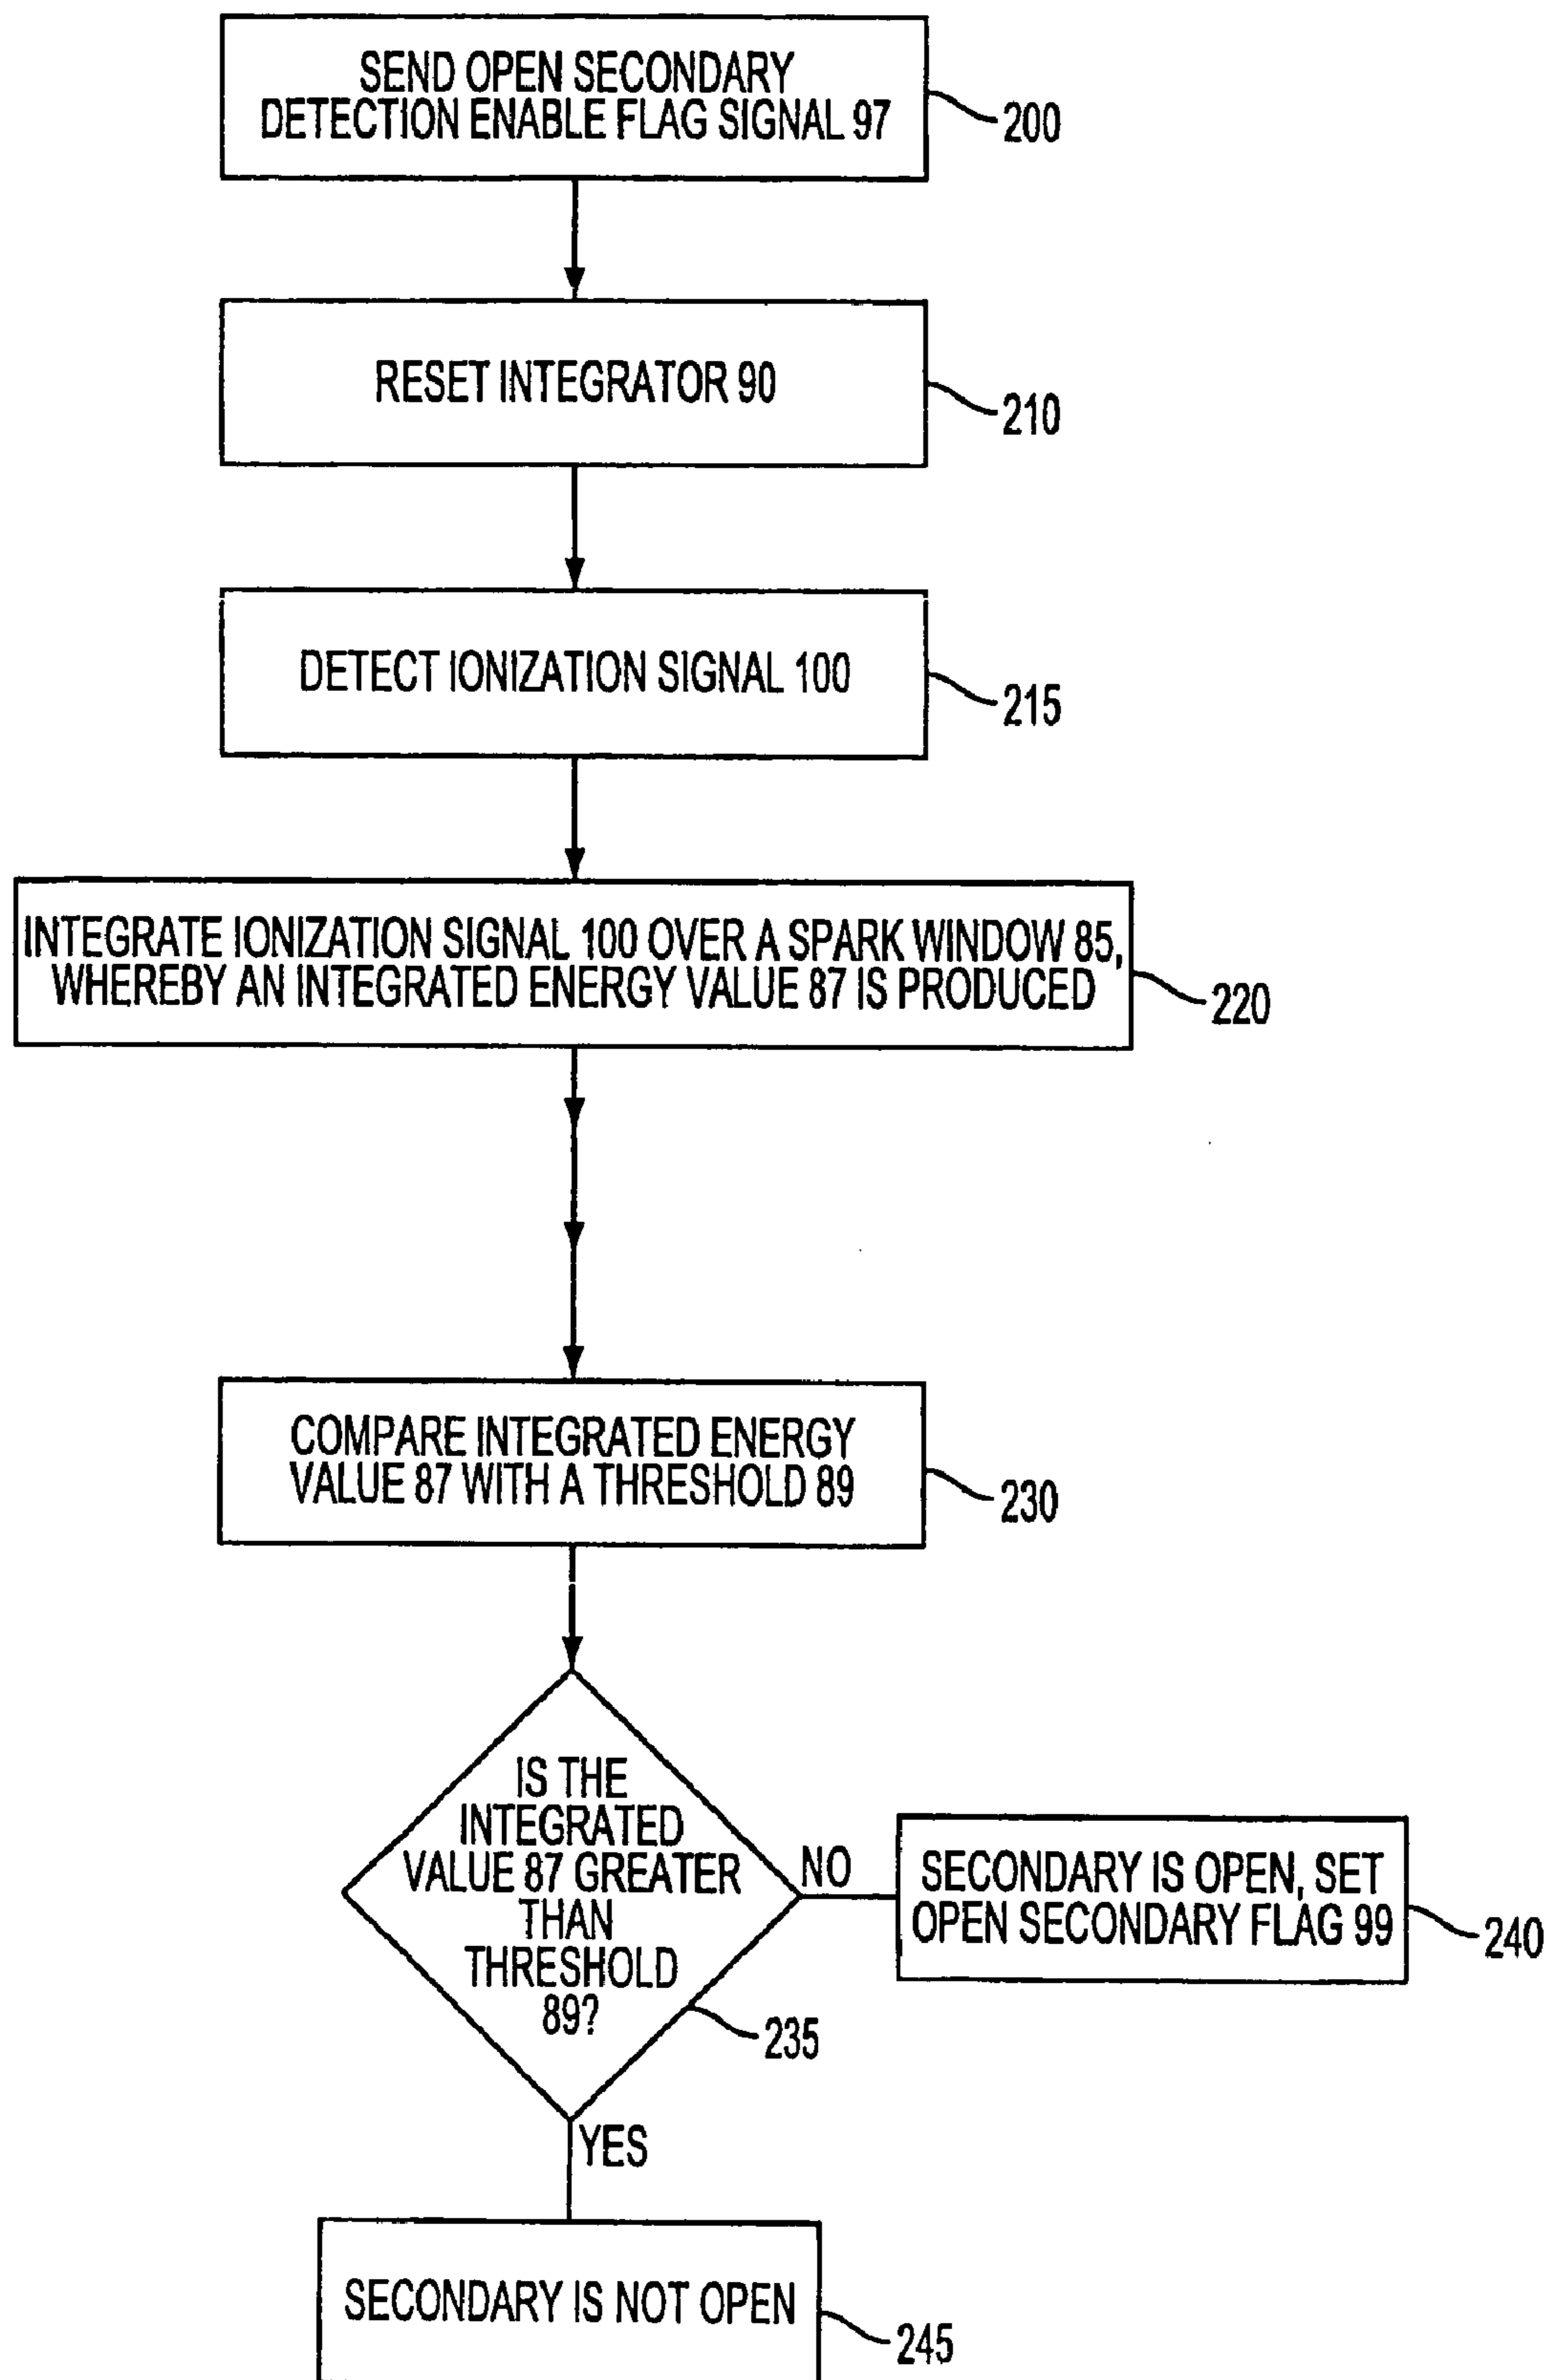 SEND OPEN SECONDARY
DETECTION ENABLE FLAG SIGNAL 97
200
RESET INTEGRATOR 90
210
DETECT IONIZATION SIGNAL 100
215
INTEGRATE IONIZATION SIGNAL 100 OVER A SPARK WINDOW 85,
WHEREBY AN INTEGRATED ENERGY VALUE 87 IS PRODUCED
220
COMPARE INTEGRATED ENERGY
VALUE 87 WITH A THRESHOLD 89
230
IS THE
INTEGRATED
VALUE 87 GREATER
THAN
THRESHOLD
89?
235
NO
SECONDARY IS OPEN, SET
OPEN SECONDARY FLAG 99
240
YES
SECONDARY IS NOT OPEN
245